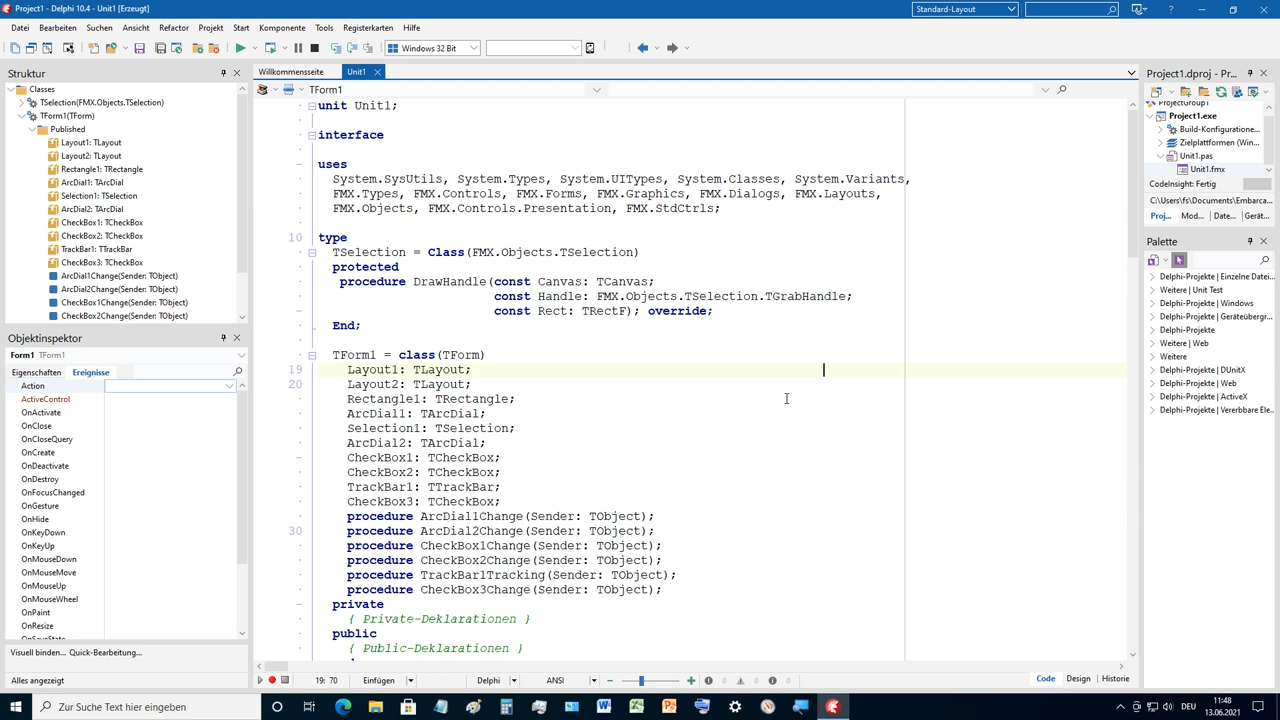 Project1 - Delphi 10.4 - Unit1 [Erzeugt]
Standard-Layout
Datei Bearbeiten Suchen Ansicht Refactor Projekt Start Komponente Tools Registerkarten Hilfe
Windows 32 Bit
Struktur
Classes
TSelection(FMX.Objects.TSelection)
TForm1(TForm)
Published
Layout1: TLayout
Layout2: TLayout
Rectangle1: TRectangle
ArcDial1: TArcDial
Selection1: TSelection
ArcDial2: TArcDial
CheckBox1: TCheckBox
CheckBox2: TCheckBox
TrackBar1: TTrackBar
CheckBox3: TCheckBox
ArcDial1Change(Sender: TObject)
ArcDial2Change(Sender: TObject)
CheckBox1Change(Sender: TObject)
CheckBox2Change(Sender: TObject)
Objektinspektor
Form1 TForm1
Eigenschaften Ereignisse
Action
ActiveControl
OnActivate
OnClose
OnCloseQuery
OnCreate
OnDeactivate
OnDestroy
OnFocusChanged
OnGesture
OnHide
OnKeyDown
OnKeyUp
OnMouseDown
OnMouseMove
OnMouseUp
OnMouseWheel
OnPaint
OnResize
OnSaveState
Visuell binden... Quick-Bearbeitung...
Alles angezeigt
Willkommensseite Unit1
TForm1
unit Unit1;
interface
uses
System.SysUtils, System.Types, System.UITypes, System.Classes, System.Variants,
FMX.Types, FMX.Controls, FMX.Forms, FMX.Graphics, FMX.Dialogs, FMX.Layouts,
FMX.Objects, FMX.Controls.Presentation, FMX.StdCtrls;
10 type
TSelection = Class(FMX.Objects.TSelection)
protected
procedure DrawHandle(const Canvas: TCanvas;
const Handle: FMX.Objects.TSelection.TGrabHandle;
const Rect: TRectF); override;
End;
TForm1 = class(TForm)
19 Layout1: TLayout;
20 Layout2: TLayout;
Rectangle1: TRectangle;
ArcDial1: TArcDial;
Selection1: TSelection;
ArcDial2: TArcDial;
CheckBox1: TCheckBox;
CheckBox2: TCheckBox;
TrackBar1: TTrackBar;
CheckBox3: TCheckBox;
procedure ArcDial1Change(Sender: TObject);
30 procedure ArcDial2Change(Sender: TObject);
procedure CheckBox1Change(Sender: TObject);
procedure CheckBox2Change(Sender: TObject);
procedure TrackBar1Tracking(Sender: TObject);
procedure CheckBox3Change(Sender: TObject);
private
{ Private-Deklarationen }
public
{ Public-Deklarationen }
19: 70 Einfügen Delphi ANSI 0 0 0 Code Design Historie
Project1.dproj - Pr...
ProjectGroup1
Project1.exe
Build-Konfiguratione...
Zielplattformen (Win...
Unit1.pas
Unit1.fmx
CodeInsight: Fertig
C:\Users\fs\Documents\Embarca...
Proj... Mod... Date... Gerät...
Palette
Delphi-Projekte | Einzelne Datei...
Weitere | Unit Test
Delphi-Projekte | Windows
Delphi-Projekte | Geräteübergr...
Delphi-Projekte
Weitere | Web
Weitere
Delphi-Projekte | DUnitX
Delphi-Projekte | Web
Delphi-Projekte | ActiveX
Delphi-Projekte | Vererbbare Ele...
Zur Suche Text hier eingeben
DEU
11:48
13.06.2021